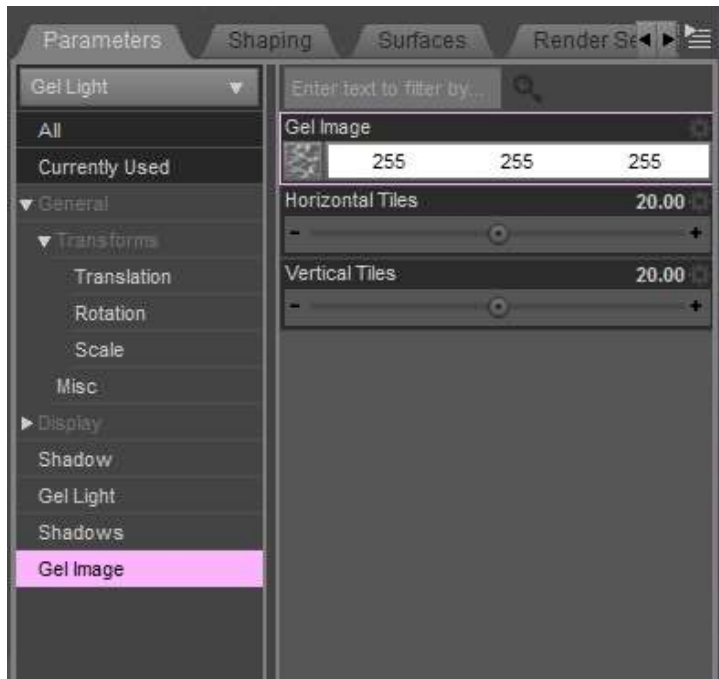 Parameters Shaping Surfaces Render Se
Gel Light
Enter text to filter by...
All
Currently Used
General
Transforms
Translation
Rotation
Scale
Misc
Display
Shadow
Gel Light
Shadows
Gel Image
Gel Image
255 255 255
Horizontal Tiles 20.00
- +
Vertical Tiles 20.00
- +